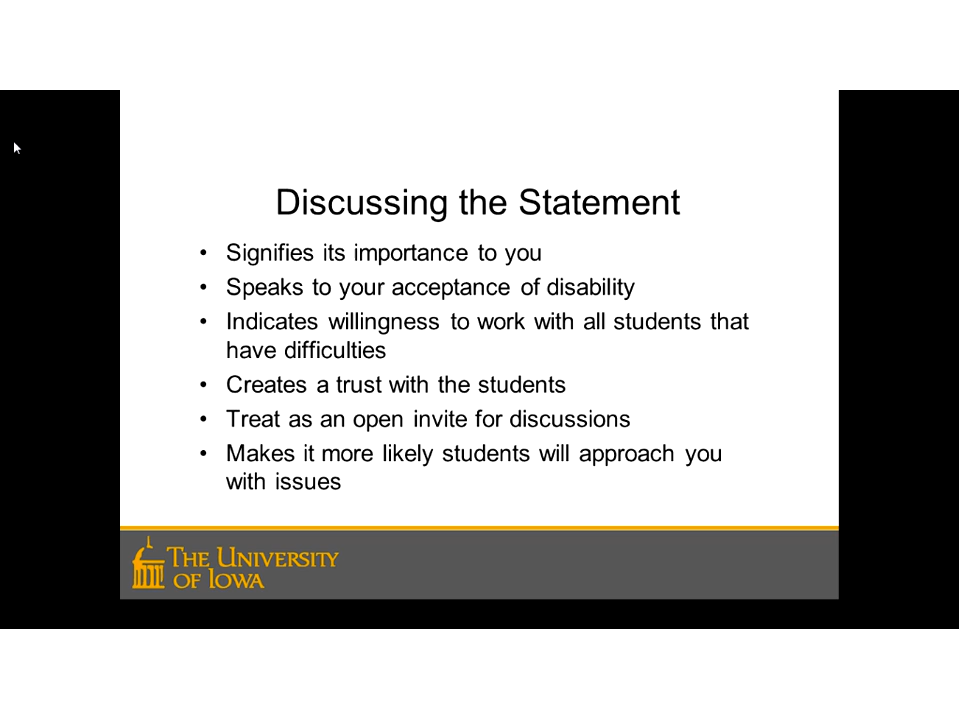 Discussing the Statement
• Signifies its importance to you
• Speaks to your acceptance of disability
• Indicates willingness to work with all students that
have difficulties
• Creates a trust with the students
• Treat as an open invite for discussions
• Makes it more likely students will approach you
with issues
THE UNIVERSITY
OF IOWA